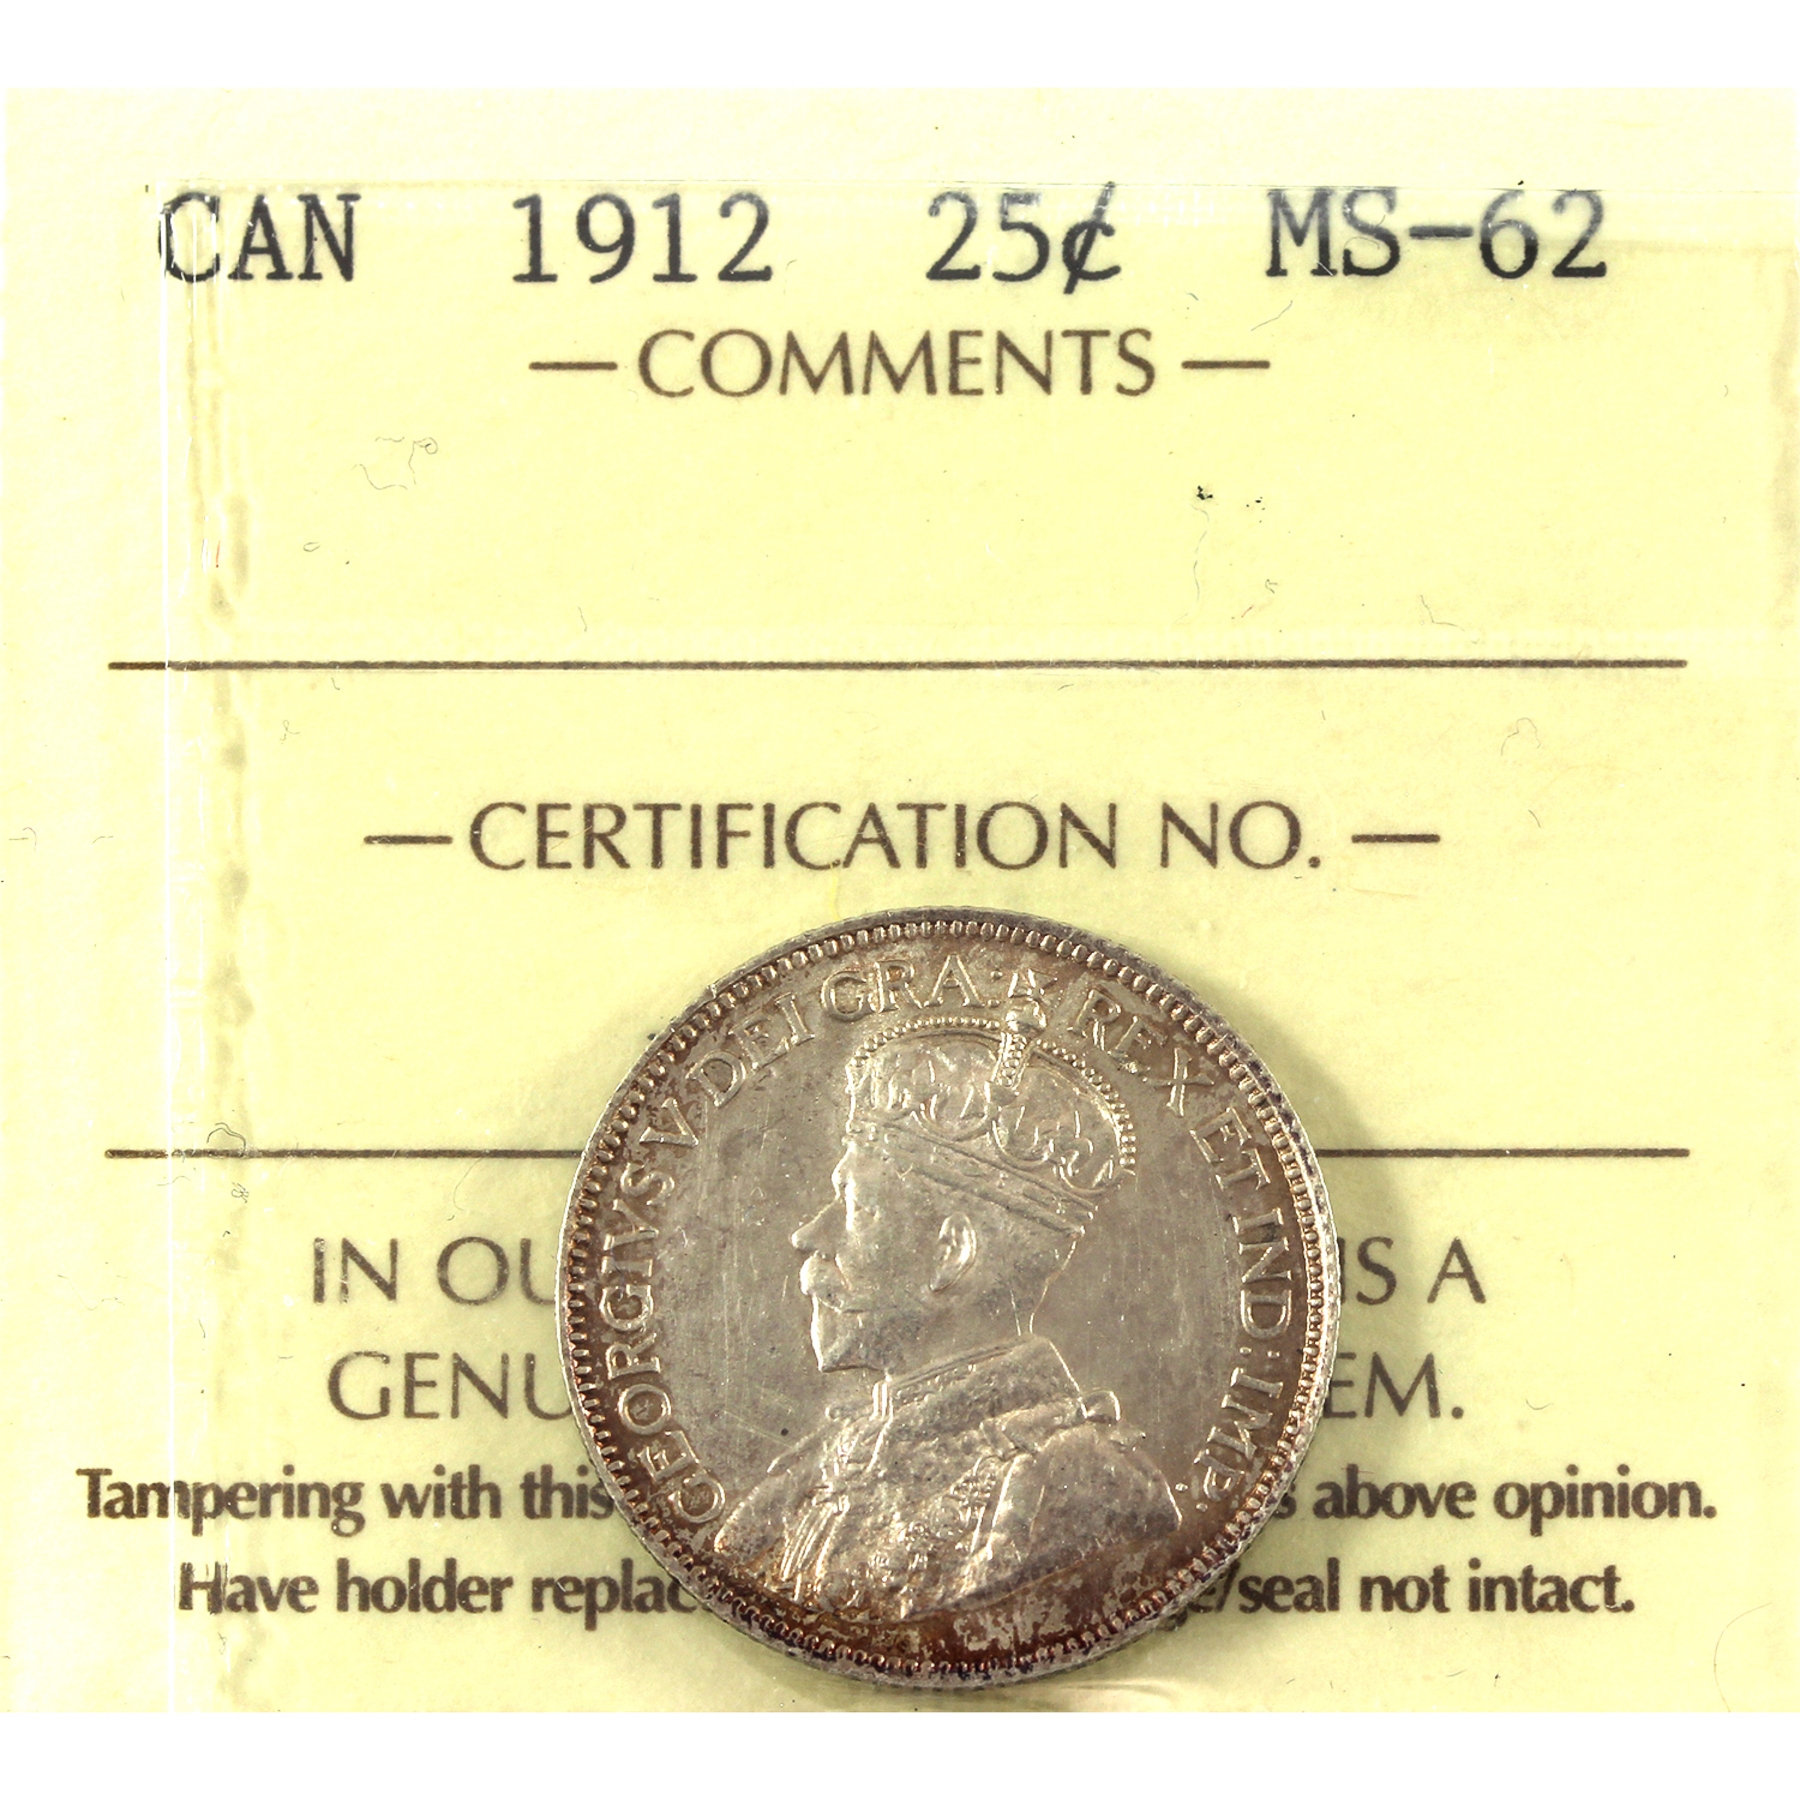 CAN 1912 25¢ MS-62
— COMMENTS —
— CERTIFICATION NO. —
GEORGIVS V DEI GRA: REX ET IND: IMP:
IN OU IS A
GENU EM.
Tampering with this above opinion.
Have holder replac e/seal not intact.